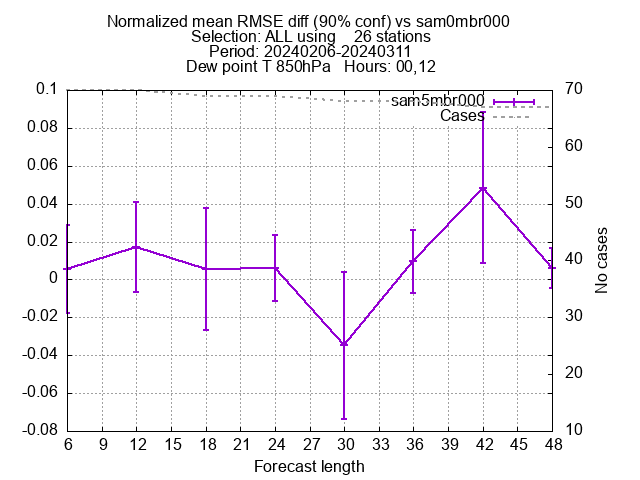 Normalized mean RMSE diff (90% conf) vs sam0mbr000
Selection: ALL using    26 stations
Period: 20240206-20240311
Dew point T 850hPa   Hours: 00,12
0.1
0.08
0.06
0.04
0.02
0
-0.02
-0.04
-0.06
-0.08
sam5mbr000
Cases
70
60
50
40
30
20
10
No cases
6 9 12 15 18 21 24 27 30 33 36 39 42 45 48
Forecast length